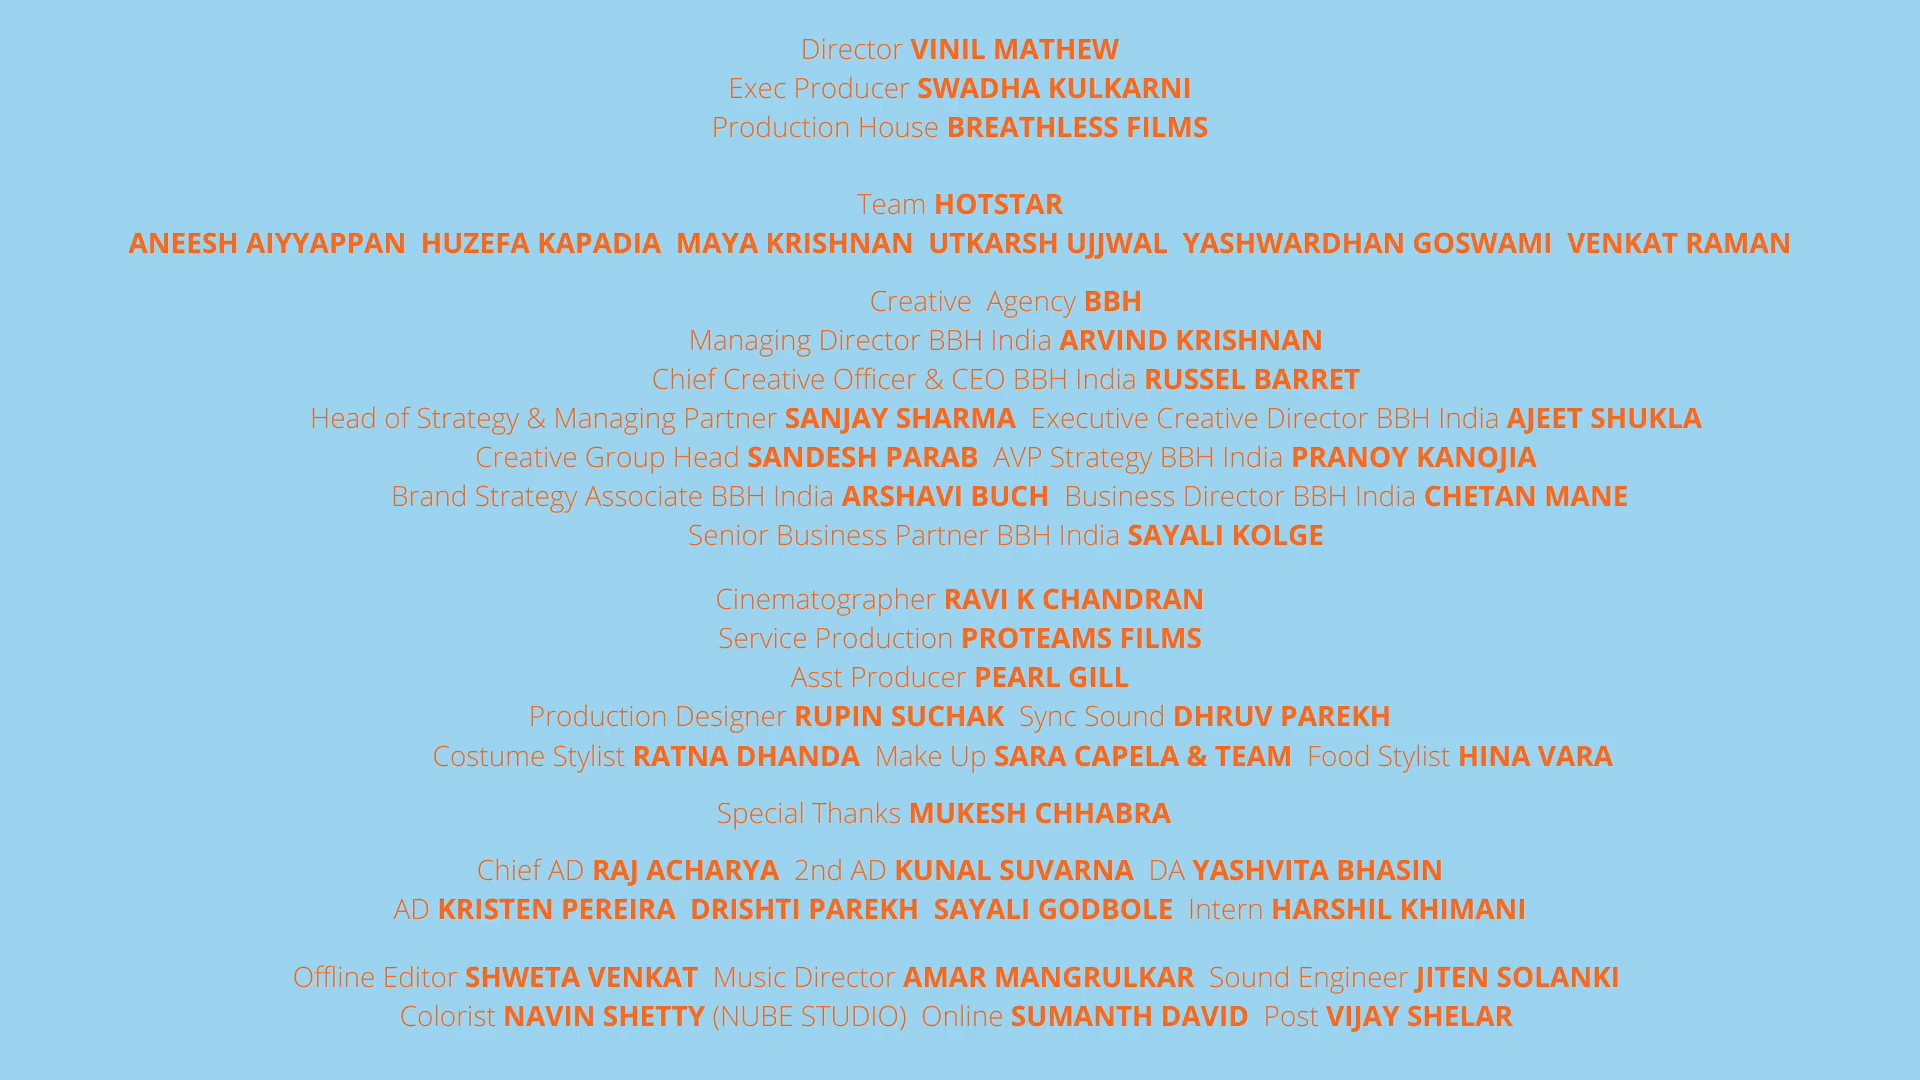 Director VINIL MATHEW
Exec Producer SWADHA KULKARNI
Production House BREATHLESS FILMS
Team HOTSTAR
ANEESH AIYYAPPAN HUZEFA KAPADIA MAYA KRISHNAN UTKARSH UJJWAL YASHWARDHAN GOSWAMI VENKAT RAMAN
Creative Agency BBH
Managing Director BBH India ARVIND KRISHNAN
Chief Creative Officer & CEO BBH India RUSSEL BARRET
Head of Strategy & Managing Partner SANJAY SHARMA Executive Creative Director BBH India AJEET SHUKLA
Creative Group Head SANDESH PARAB AVP Strategy BBH India PRANOY KANOJIA
Brand Strategy Associate BBH India ARSHAVI BUCH Business Director BBH India CHETAN MANE
Senior Business Partner BBH India SAYALI KOLGE
Cinematographer RAVI K CHANDRAN
Service Production PROTEAMS FILMS
Asst Producer PEARL GILL
Production Designer RUPIN SUCHAK Sync Sound DHRUV PAREKH
Costume Stylist RATNA DHANDA Make Up SARA CAPELA & TEAM Food Stylist HINA VARA
Special Thanks MUKESH CHHABRA
Chief AD RAJ ACHARYA 2nd AD KUNAL SUVARNA DA YASHVITA BHASIN
AD KRISTEN PEREIRA DRISHTI PAREKH SAYALI GODBOLE Intern HARSHIL KHIMANI
Offline Editor SHWETA VENKAT Music Director AMAR MANGRULKAR Sound Engineer JITEN SOLANKI
Colorist NAVIN SHETTY (NUBE STUDIO) Online SUMANTH DAVID Post VIJAY SHELAR